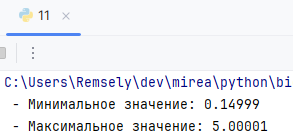 11 ×
C:\Users\Remsely\dev\mirea\python\bi
- Минимальное значение: 0.14999
- Максимальное значение: 5.00001